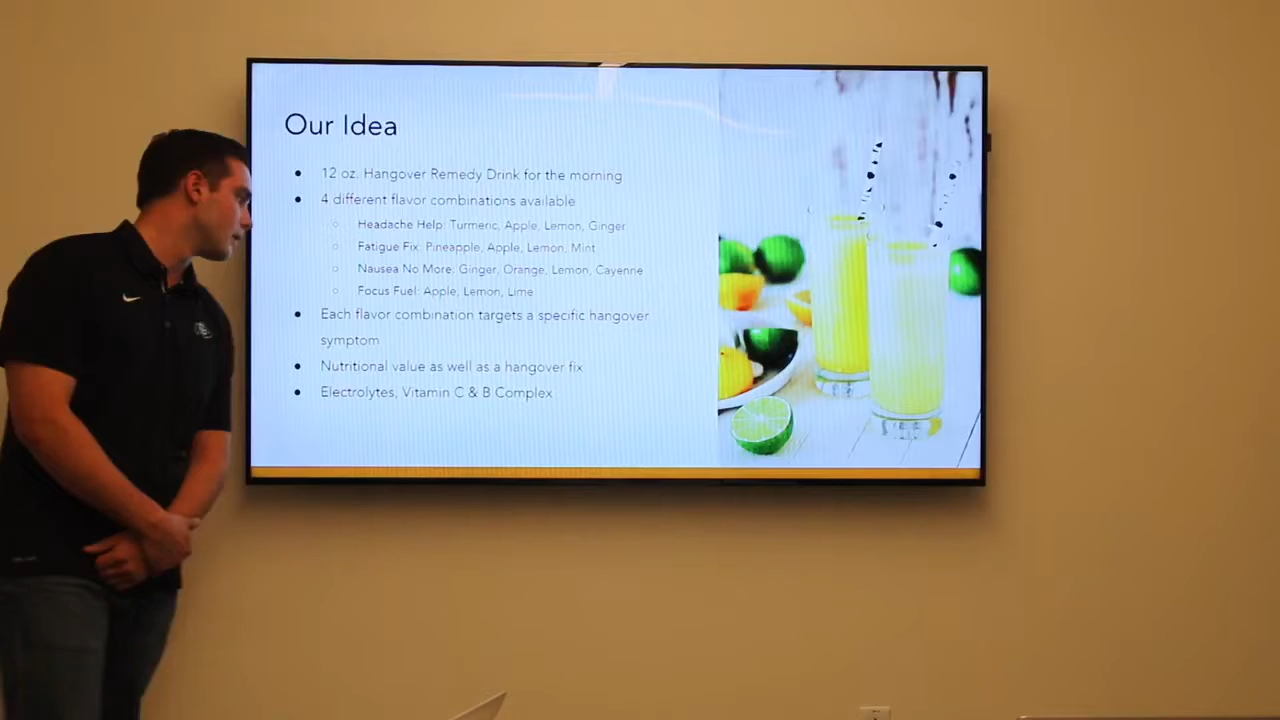 Our Idea
12 oz. Hangover Remedy Drink for the morning
4 different flavor combinations available
Headache Help: Turmeric, Apple, Lemon, Ginger
Fatigue Fix: Pineapple, Apple, Lemon, Mint
Nausea No More: Ginger, Orange, Lemon, Cayenne
Focus Fuel: Apple, Lemon, Lime
Each flavor combination targets a specific hangover
symptom
Nutritional value as well as a hangover fix
Electrolytes, Vitamin C & B Complex